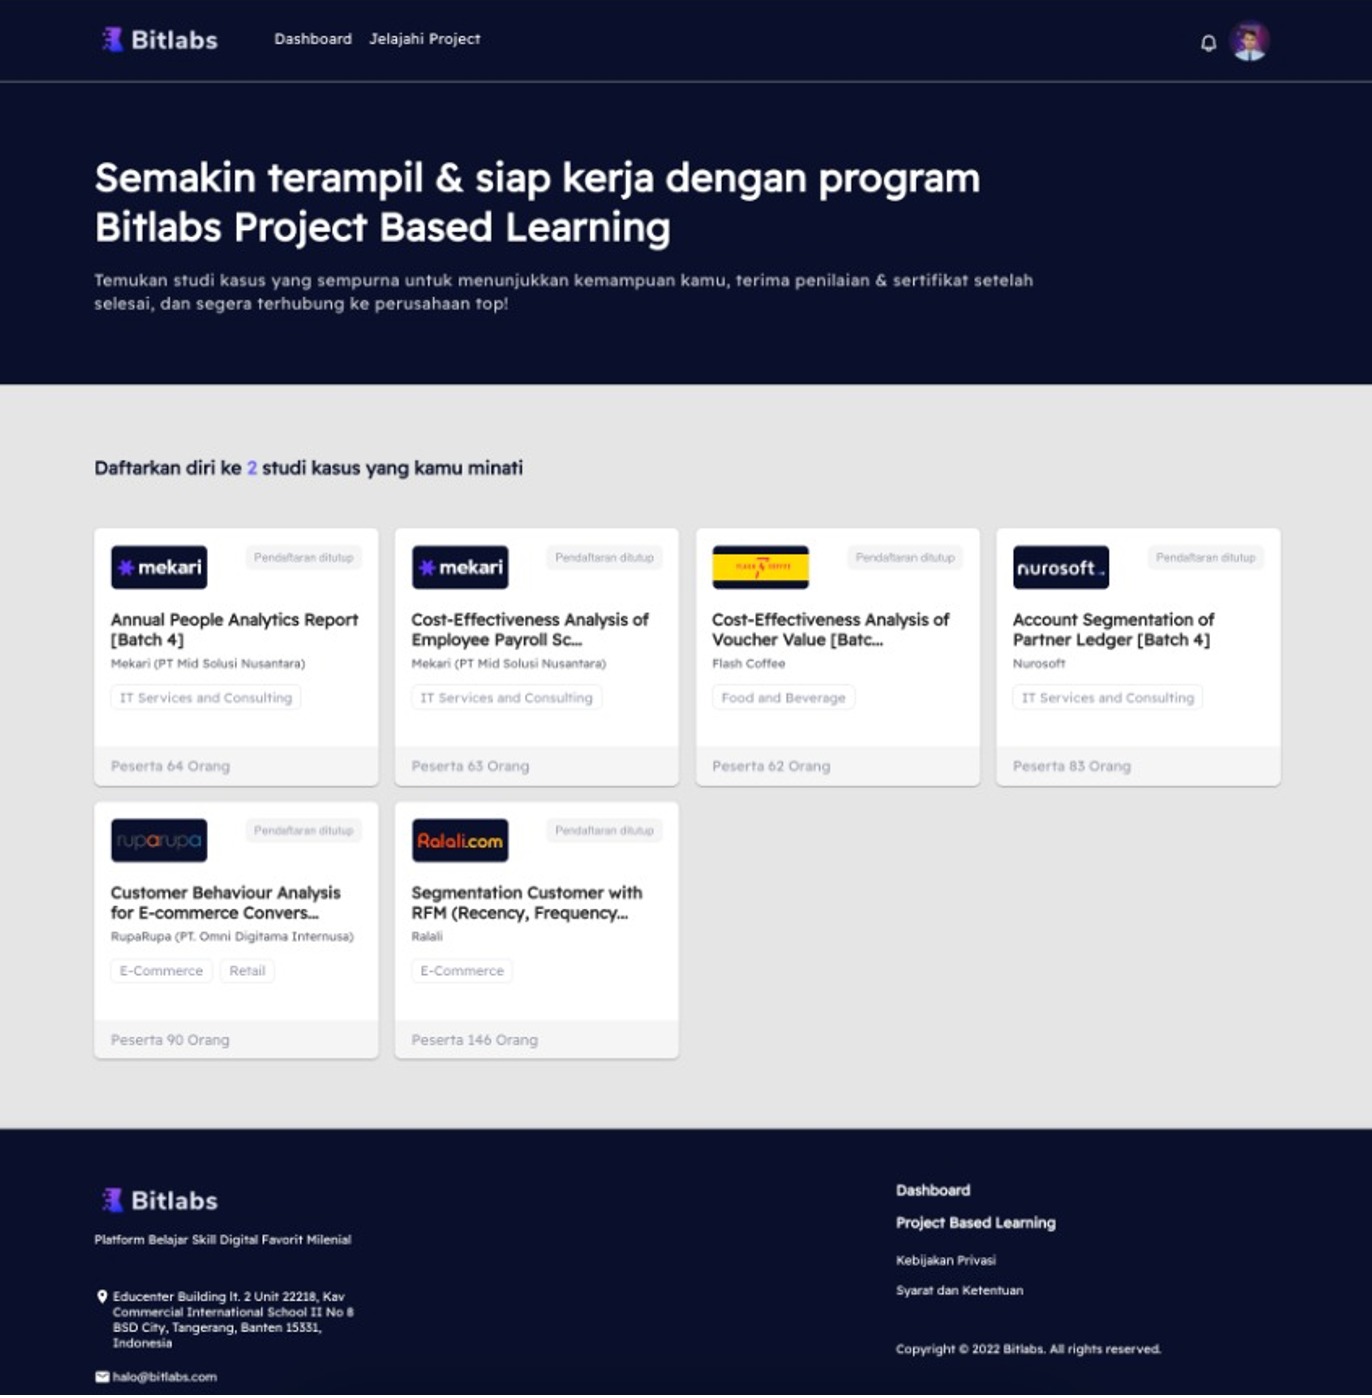 Bitlabs
Dashboard
Jelajahi Project
Semakin terampil & siap kerja dengan program
Bitlabs Project Based Learning
Temukan studi kasus yang sempurna untuk menunjukkan kemampuan kamu, terima penilaian & sertifikat setelah
selesai, dan segera terhubung ke perusahaan top!
Daftarkan diri ke 2 studi kasus yang kamu minati
mekari
Pendaftaran ditutup
Annual People Analytics Report
[Batch 4]
Mekari (PT Mid Solusi Nusantara)
IT Services and Consulting
Peserta 64 Orang
mekari
Pendaftaran ditutup
Cost-Effectiveness Analysis of
Employee Payroll Sc...
Mekari (PT Mid Solusi Nusantara)
IT Services and Consulting
Peserta 63 Orang
Pendaftaran ditutup
Cost-Effectiveness Analysis of
Voucher Value [Batc...
Flash Coffee
Food and Beverage
Peserta 62 Orang
nurosoft
Pendaftaran ditutup
Account Segmentation of
Partner Ledger [Batch 4]
Nurosoft
IT Services and Consulting
Peserta 83 Orang
ruparupa
Pendaftaran ditutup
Customer Behaviour Analysis
for E-commerce Convers...
RupaRupa (PT. Omni Digitama Internusa)
E-Commerce
Retail
Peserta 90 Orang
Ralali.com
Pendaftaran ditutup
Segmentation Customer with
RFM (Recency, Frequency...
Ralali
E-Commerce
Peserta 146 Orang
Bitlabs
Platform Belajar Skill Digital Favorit Milenial
Educenter Building lt. 2 Unit 22218, Kav
Commercial International School II No 8
BSD City, Tangerang, Banten 15331,
Indonesia
halo@bitlabs.com
Dashboard
Project Based Learning
Kebijakan Privasi
Syarat dan Ketentuan
Copyright © 2022 Bitlabs. All rights reserved.